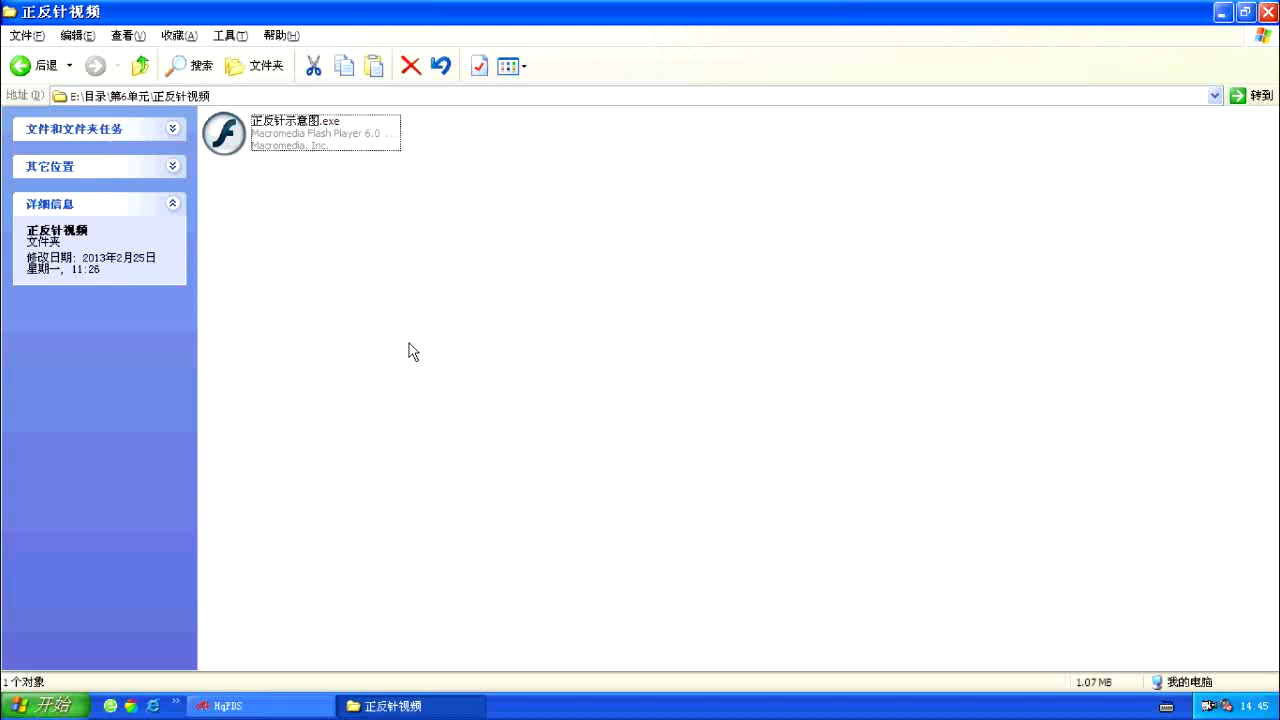 正反针视频
文件(F) 编辑(E) 查看(V) 收藏(A) 工具(T) 帮助(H)
后退 搜索 文件夹
地址(D) E:\目录\第6单元\正反针视频 转到
文件和文件夹任务
其它位置
详细信息
正反针视频
文件夹
修改日期: 2013年2月25日
星期一, 11:26
正反针示意图.exe
Macromedia Flash Player 6.0 ...
Macromedia, Inc.
1 个对象 1.07 MB 我的电脑
开始 » HqPDS 正反针视频 14:45